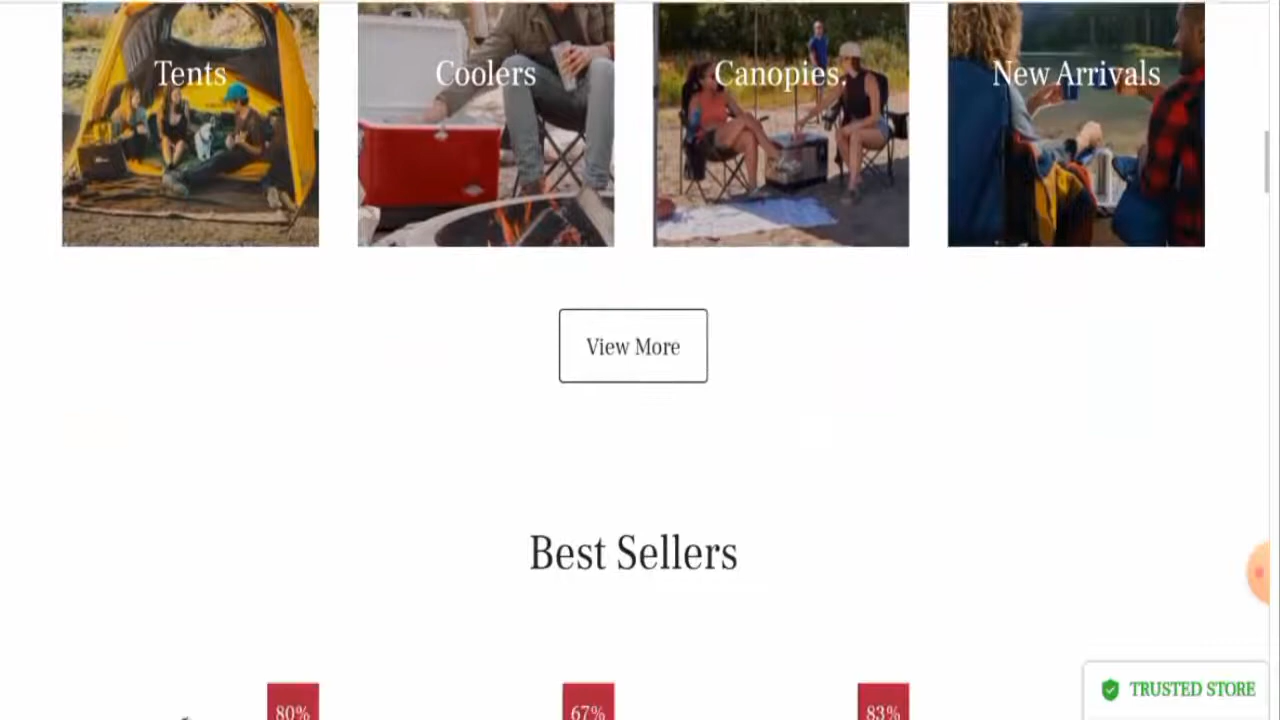 Tents
Coolers
Canopies.
New Arrivals
View More
Best Sellers
80%
67%
83%
TRUSTED STORE